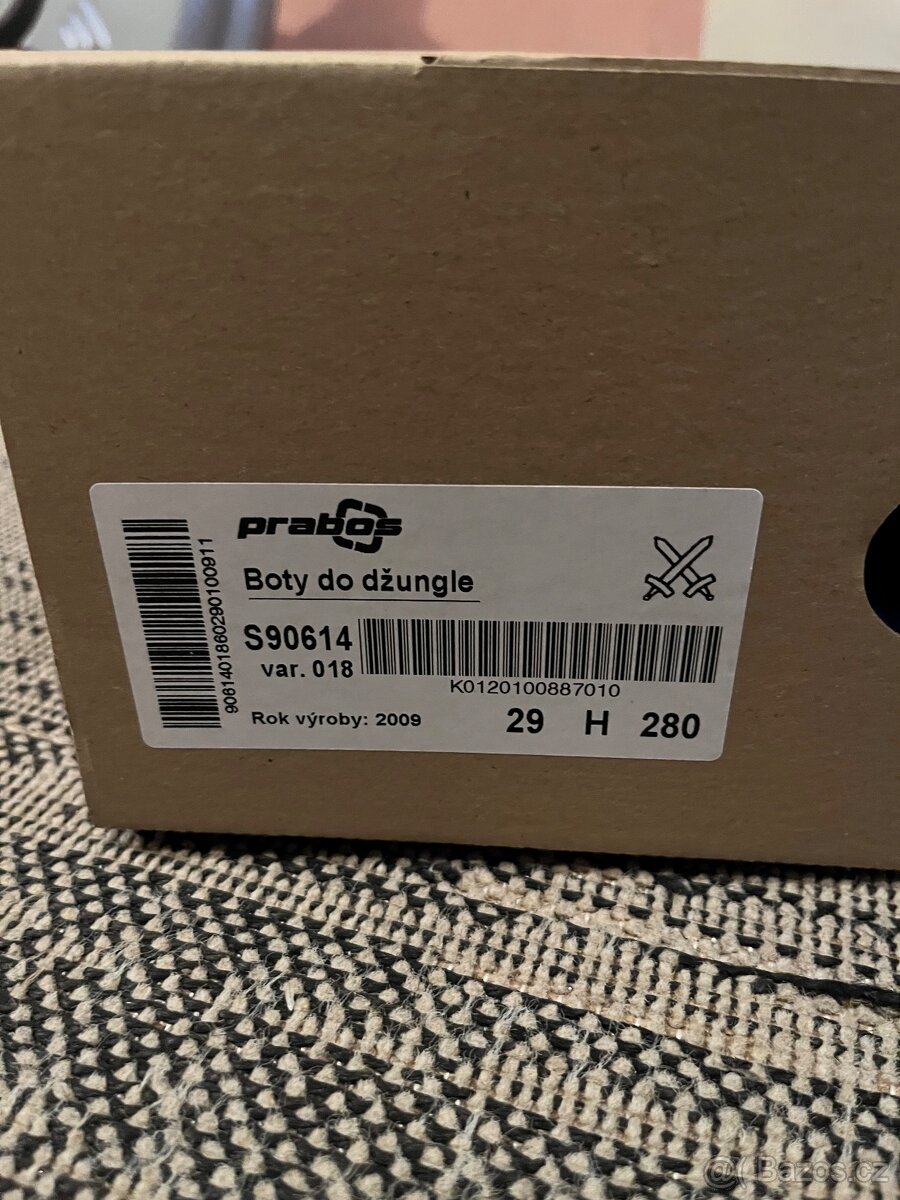 prabos
Boty do džungle
S90614
var. 018
K0120100887010
Rok výroby: 2009
29 H 280
9061401860290100911
@( Bazos.cz